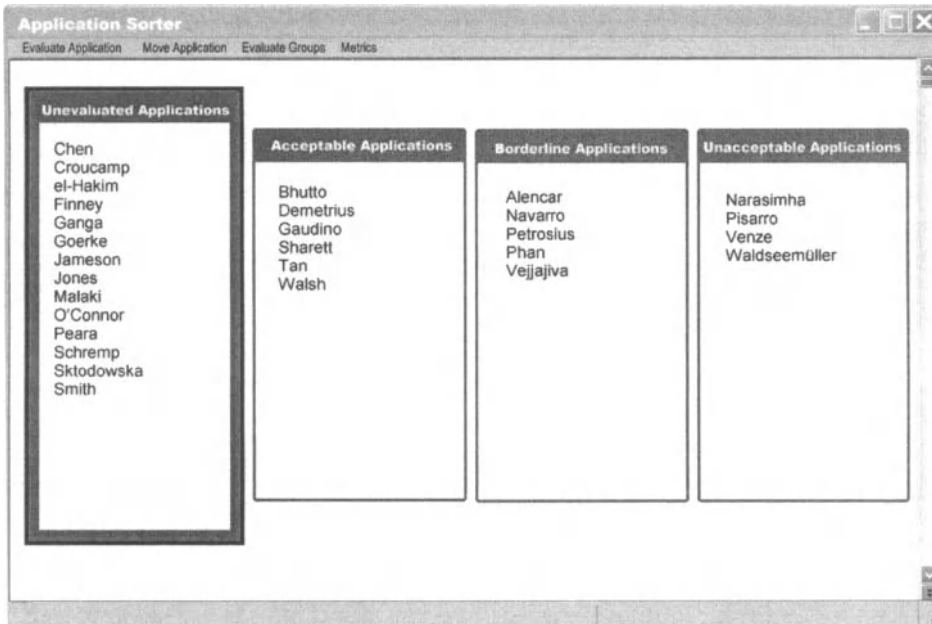 Application Sorter
Evaluate Application Move Application Evaluate Groups Metrics
Unevaluated Applications
Chen
Croucamp
el-Hakim
Finney
Ganga
Goerke
Jameson
Jones
Malaki
O'Connor
Peara
Schremp
Sktodowska
Smith
Acceptable Applications
Bhutto
Demetrius
Gaudino
Sharett
Tan
Walsh
Borderline Applications
Alencar
Navarro
Petrosius
Phan
Vejjajiva
Unacceptable Applications
Narasimha
Pisarro
Venze
Waldseemüller